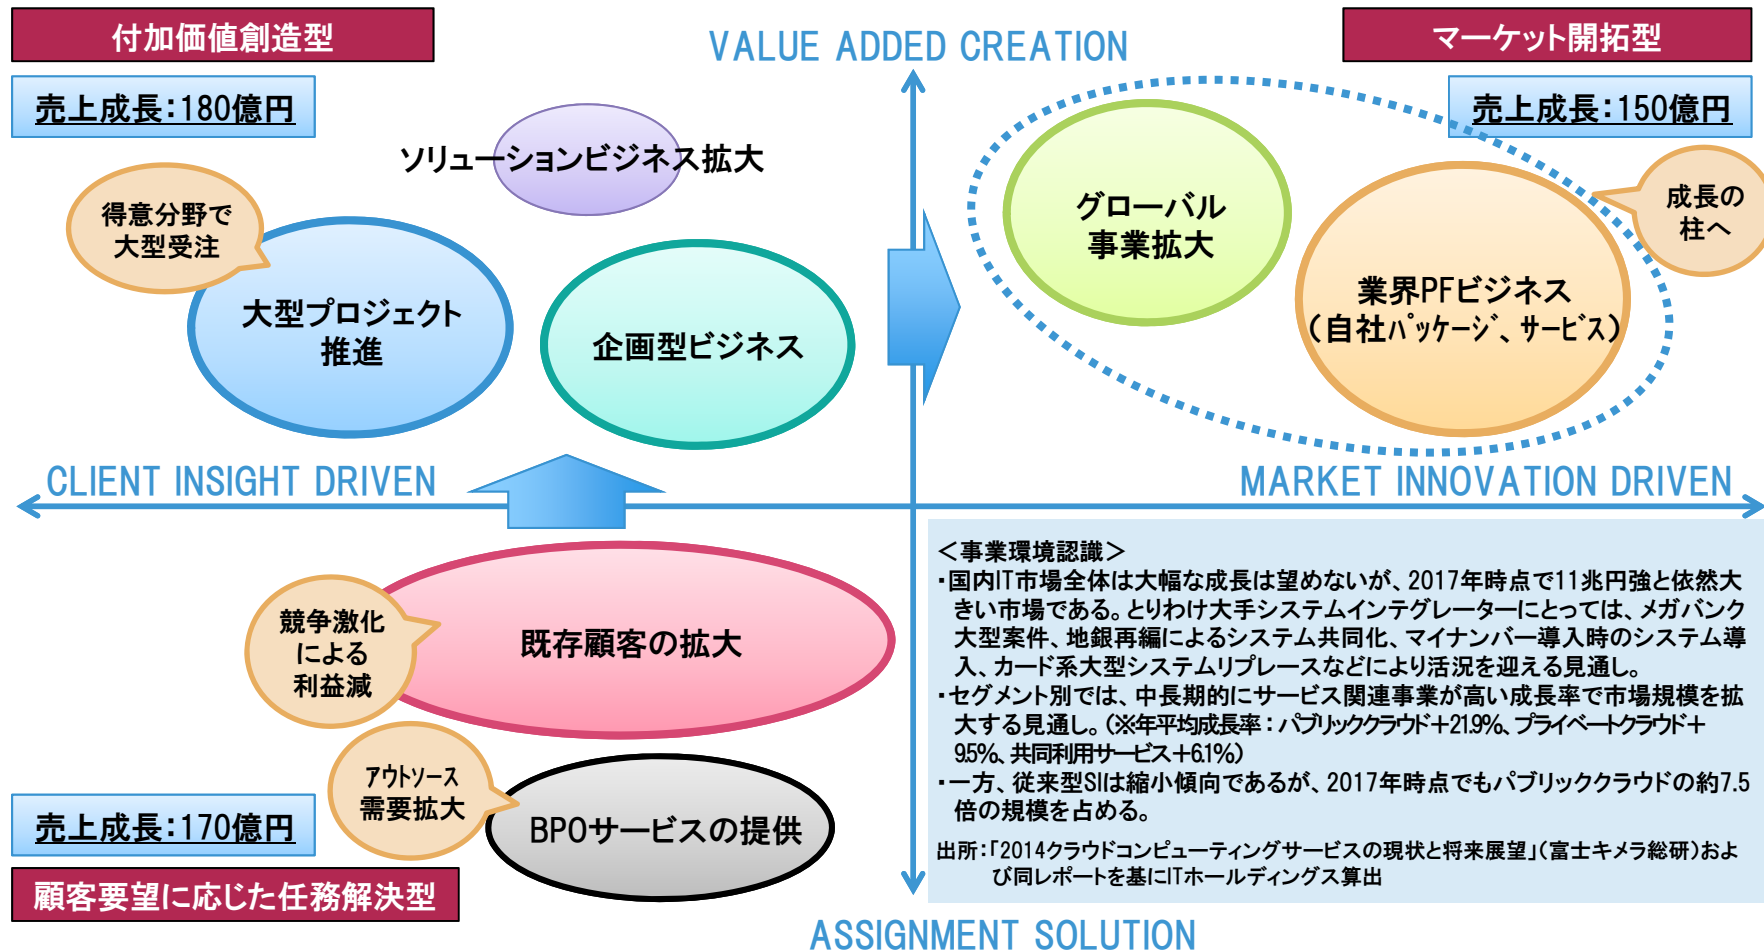 付加価値創造型
VALUE ADDED CREATION
マーケット開拓型
売上成長：180億円
売上成長：150億円
ソリューションビジネス拡大
得意分野で
大型受注
グローバル
事業拡大
成長の
柱へ
大型プロジェクト
推進
企画型ビジネス
業界PFビジネス
（自社ﾊﾟｯｹｰｼﾞ、サービス）
CLIENT INSIGHT DRIVEN
MARKET INNOVATION DRIVEN
競争激化
による
利益減
既存顧客の拡大
アウトソース
需要拡大
BPOサービスの提供
売上成長：170億円
顧客要望に応じた任務解決型
＜事業環境認識＞
・国内IT市場全体は大幅な成長は望めないが、2017年時点で11兆円強と依然大
きい市場である。とりわけ大手システムインテグレーターにとっては、メガバンク
大型案件、地銀再編によるシステム共同化、マイナンバー導入時のシステム導
入、カード系大型システムリプレースなどにより活況を迎える見通し。
・セグメント別では、中長期的にサービス関連事業が高い成長率で市場規模を拡
大する見通し。（※年平均成長率：パブリッククラウド＋21.9%、プライベートクラウド＋
9.5%、共同利用サービス＋6.1%）
・一方、従来型SIは縮小傾向であるが、2017年時点でもパブリッククラウドの約7.5
倍の規模を占める。
出所：「2014クラウドコンピューティングサービスの現状と将来展望」（富士キメラ総研）およ
び同レポートを基にITホールディングス算出
ASSIGNMENT SOLUTION